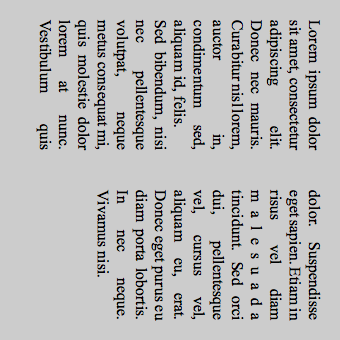 Lorem ipsum dolor
sit amet, consectetur
adipiscing elit.
Donec nec mauris.
Curabitur nisl lorem,
auctor in,
condimentum sed,
aliquam id, felis.
Sed bibendum, nisi
nec pellentesque
volutpat, neque
metus consequat mi,
quis molestie dolor
lorem at nunc.
Vestibulum quis
dolor. Suspendisse
eget sapien. Etiam in
risus vel diam
malesuada
tincidunt. Sed orci
dui, pellentesque
vel, cursus vel,
aliquam eu, erat.
Donec eget purus eu
diam porta lobortis.
In nec neque.
Vivamus nisi.